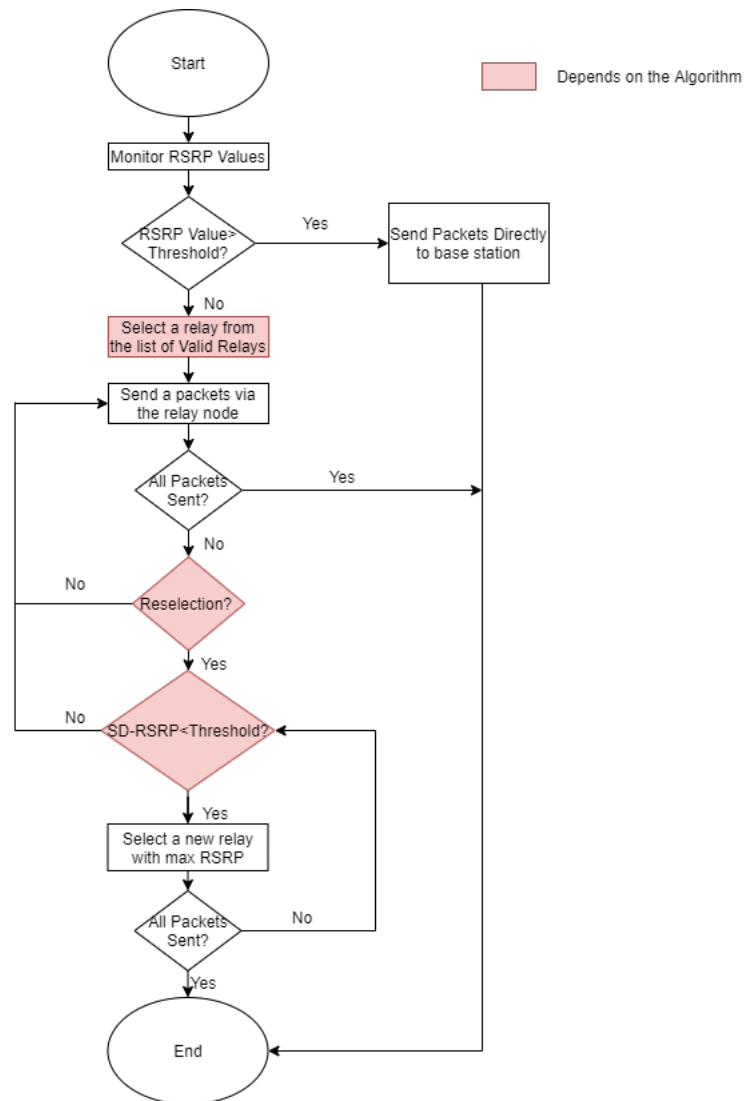 Start
Depends on the Algorithm
Monitor RSRP Values
RSRP Value>
Threshold?
Yes
Send Packets Directly
to base station
No
Select a relay from
the list of Valid Relays
Send a packets via
the relay node
All Packets
Sent?
Yes
No
Reselection?
No
Yes
SD-RSRP<Threshold?
No
Yes
Select a new relay
with max RSRP
All Packets
Sent?
No
Yes
End